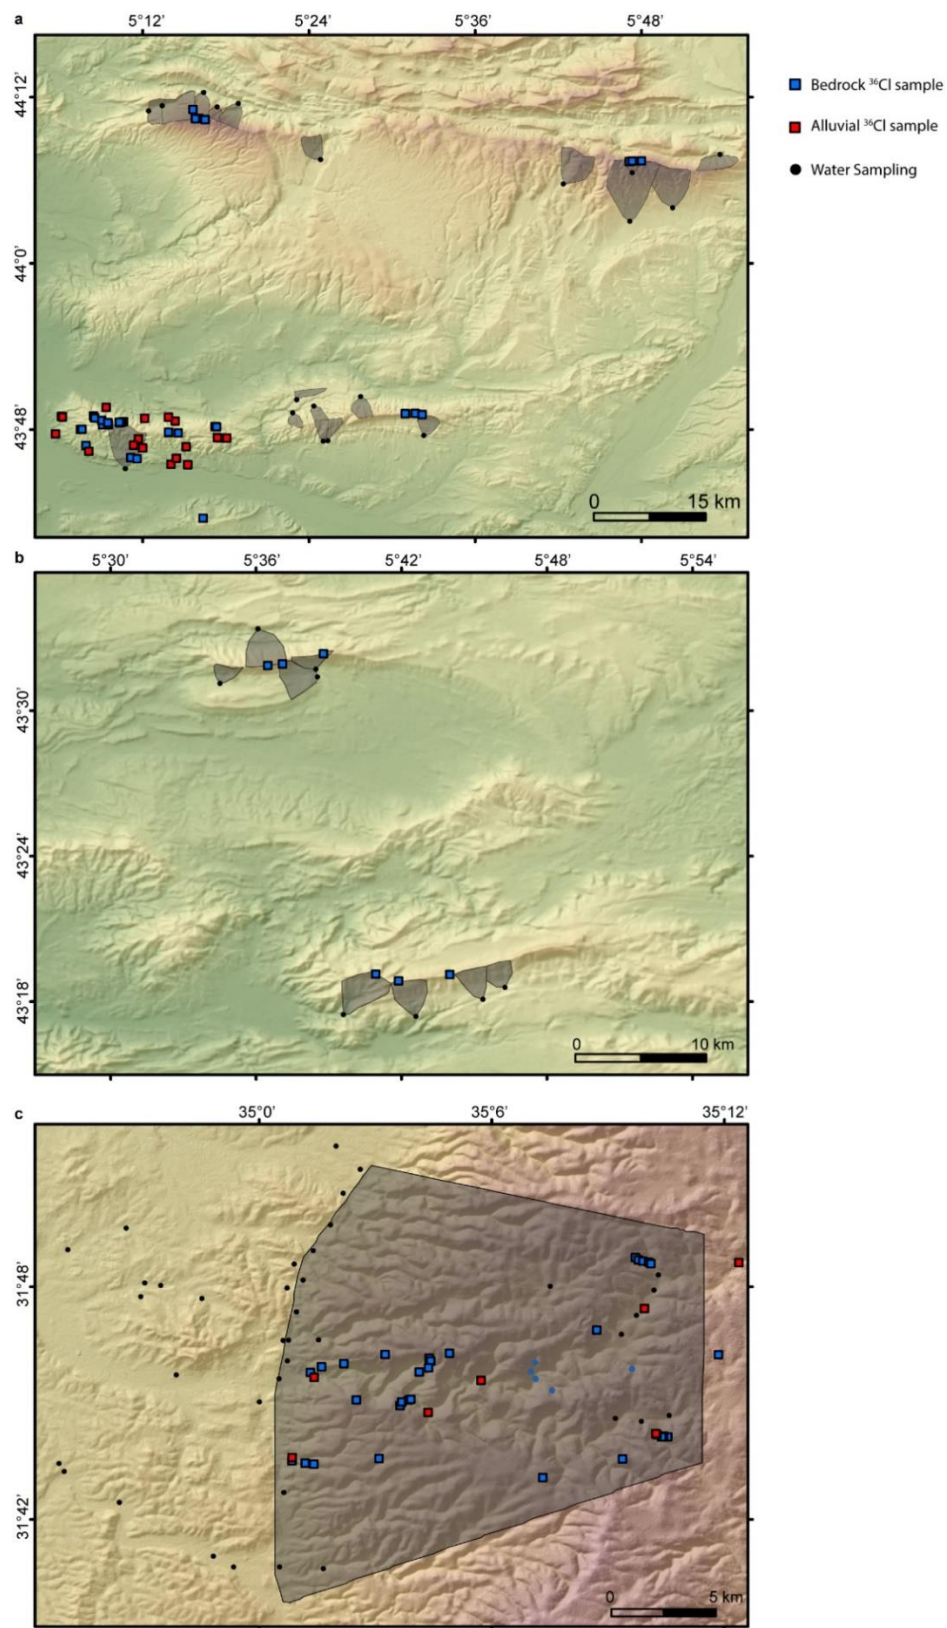 a
5°12' 5°24' 5°36' 5°48'
44°12'
44°0'
43°48'
0 15 km
Bedrock ³⁶Cl sample
Alluvial ³⁶Cl sample
Water Sampling
b
5°30' 5°36' 5°42' 5°48' 5°54'
43°30'
43°24'
43°18'
0 10 km
c
35°0' 35°6' 35°12'
31°48'
31°42'
0 5 km